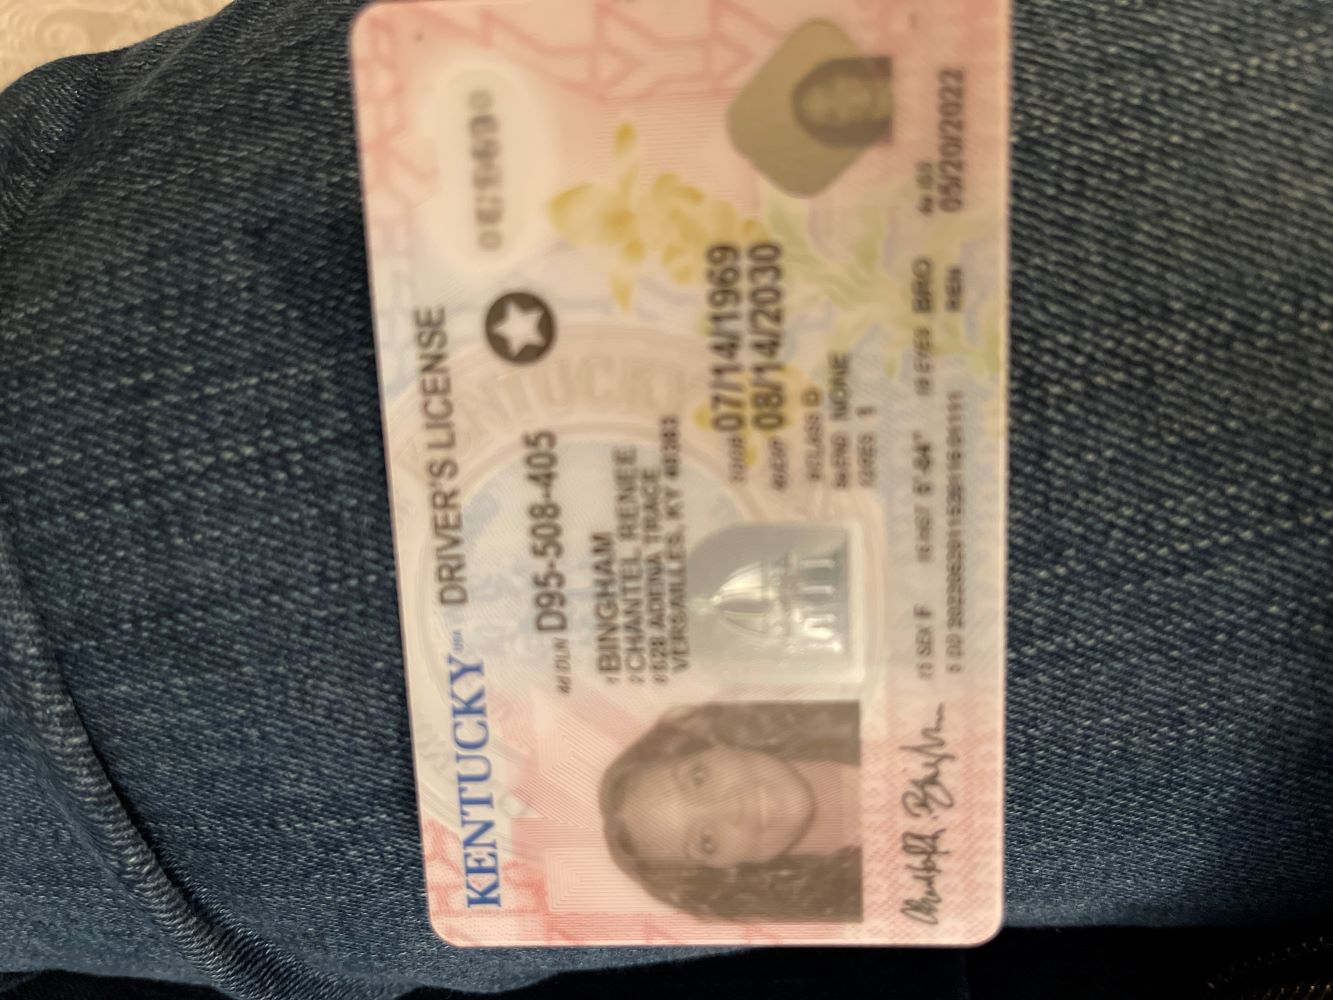 KENTUCKY USA DRIVER'S LICENSE
4d DLN D95-508-405
1 BINGHAM
2 CHANTEL RENEE
8 528 ADENA TRACE
VERSAILLES, KY 40383
3 DOB 07/14/1969
4b EXP 08/14/2030
9 CLASS D
9a END NONE
12 RES 1
15 SEX F 16 HGT 5'-04" 18 EYES BRO 4a ISS
5 DD REN 05/20/2022